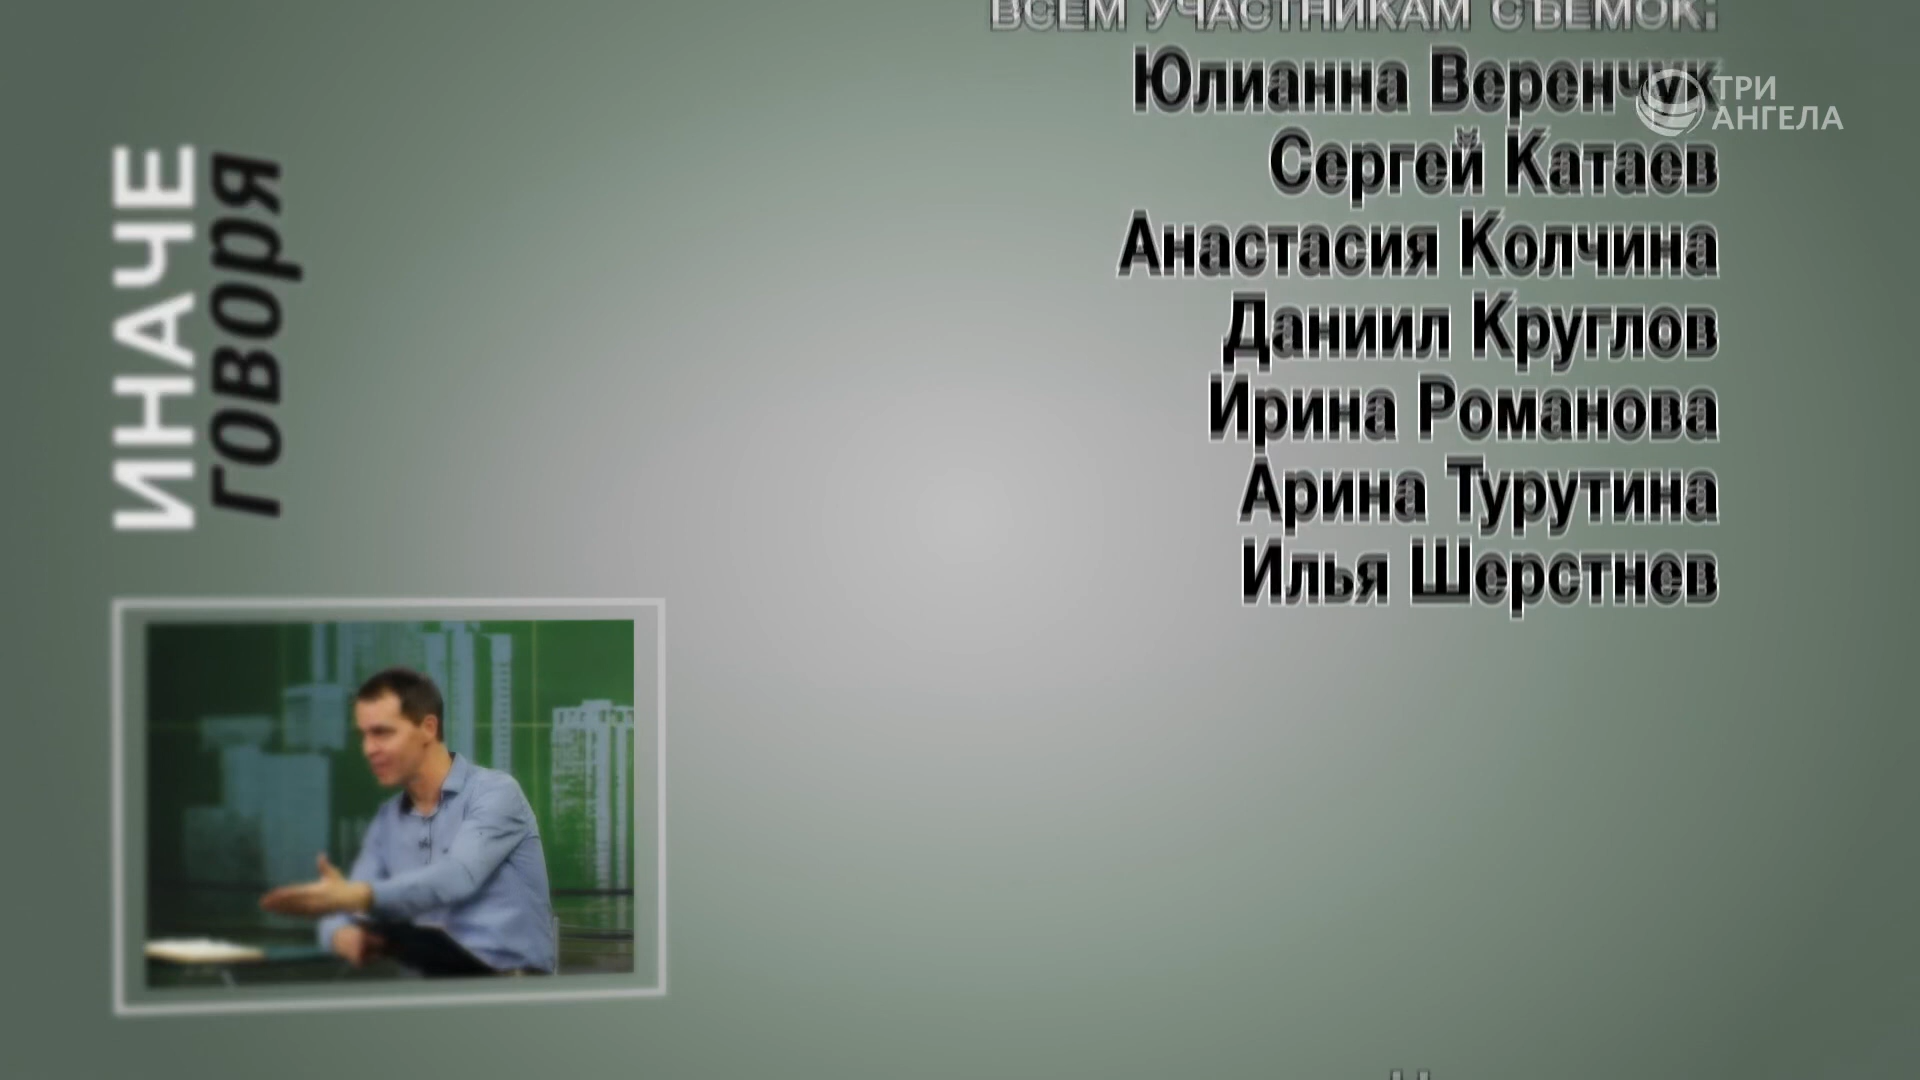 ВСЕМ УЧАСТНИКАМ СЪЕМОК:
Юлианна Веренчук
Сергей Катаев
Анастасия Колчина
Даниил Круглов
Ирина Романова
Арина Турутина
Илья Шерстнев
ТРИ
АНГЕЛА
ИНАЧЕ
говоря